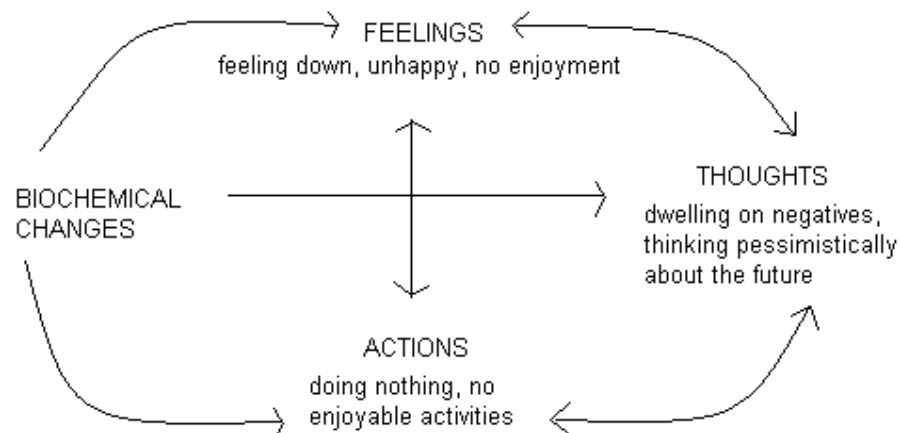 FEELINGS
feeling down, unhappy, no enjoyment
BIOCHEMICAL
CHANGES
THOUGHTS
dwelling on negatives,
thinking pessimistically
about the future
ACTIONS
doing nothing, no
enjoyable activities